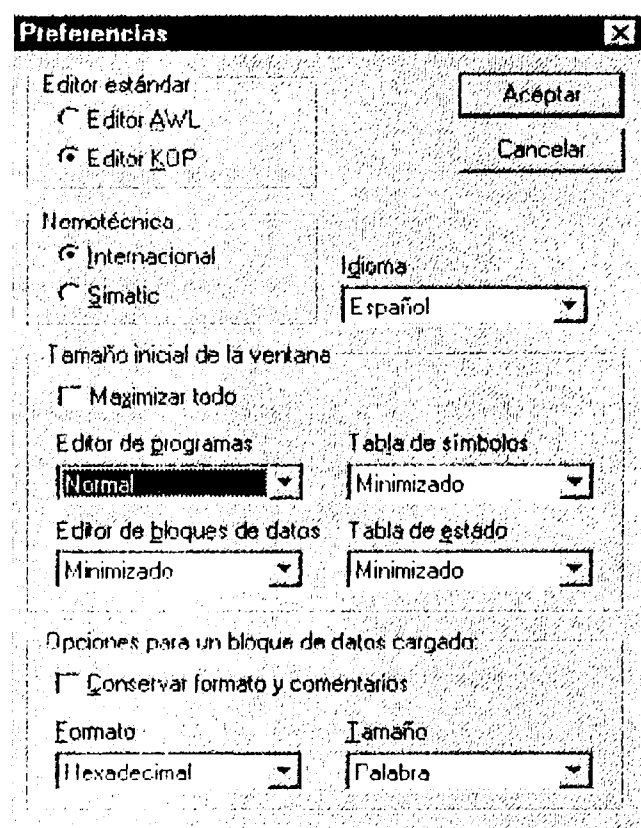 Preferencias
Editor estándar
Editor AWL
Editor KOP
Aceptar
Cancelar
Nemotécnica
Internacional
Simatic
Idioma
Español
Tamaño inicial de la ventana
Maximizar todo
Editor de programas
Tabla de símbolos
Normal
Minimizado
Editor de bloques de datos
Tabla de estado
Minimizado
Minimizado
Opciones para un bloque de datos cargado:
Conservar formato y comentarios
Formato
Tamaño
Hexadecimal
Palabra